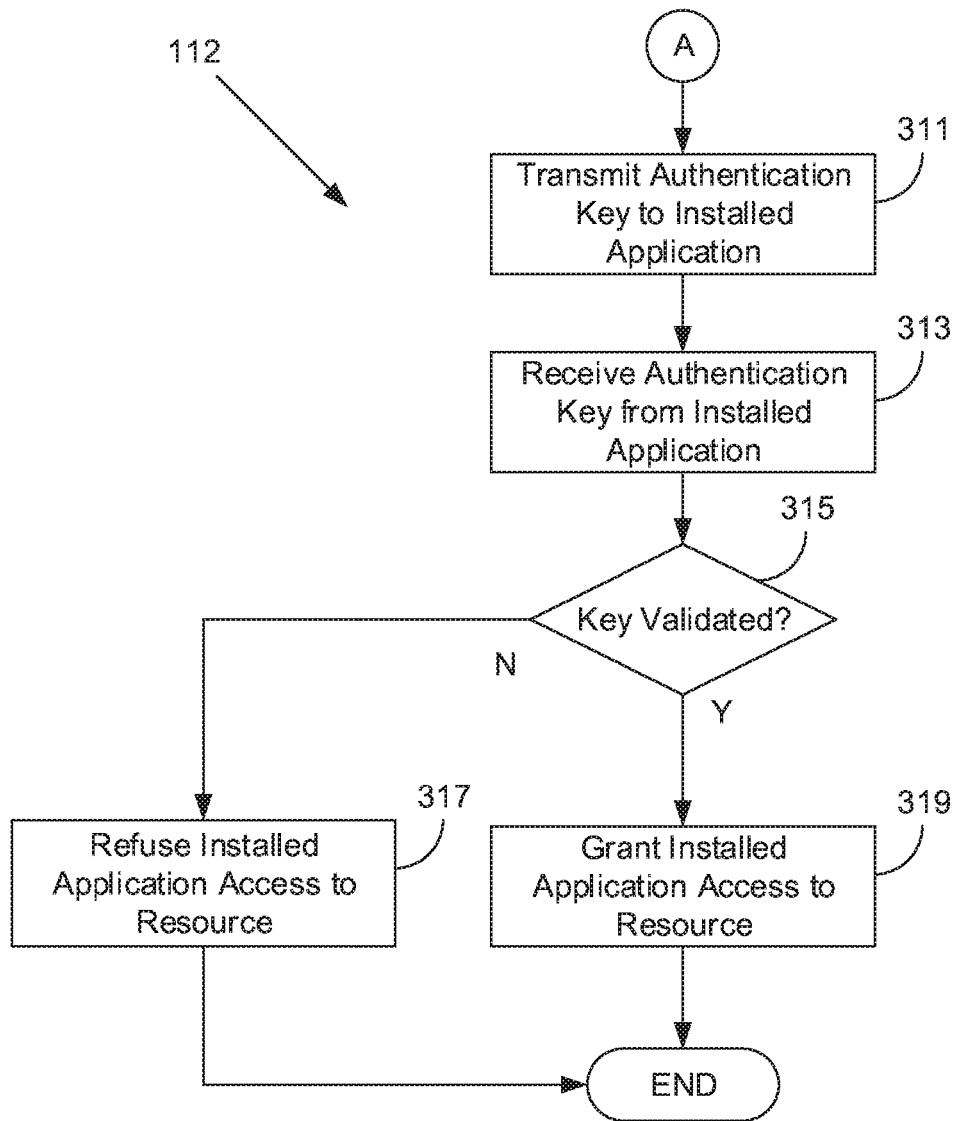 112
A
311
Transmit Authentication
Key to Installed
Application
313
Receive Authentication
Key from Installed
Application
315
Key Validated?
N
Y
317
Refuse Installed
Application Access to
Resource
319
Grant Installed
Application Access to
Resource
END